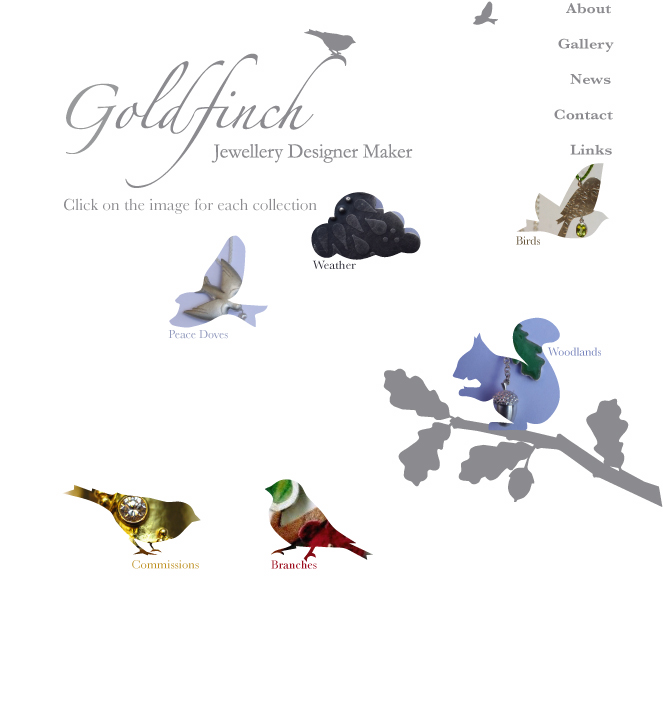 About
Gallery
News
Contact
Links
Goldfinch
Jewellery Designer Maker
Click on the image for each collection
Birds
Weather
Peace Doves
Woodlands
Commissions
Branches